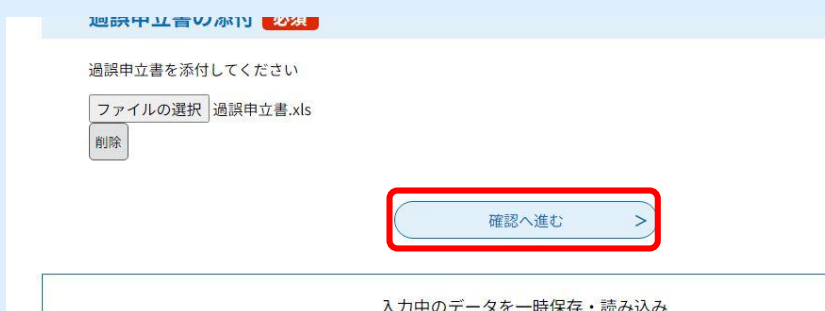 過誤申立書の添付 必須
過誤申立書を添付してください
ファイルの選択 過誤申立書.xls
削除
確認へ進む >
入力中のデータを一時保存・読み込み